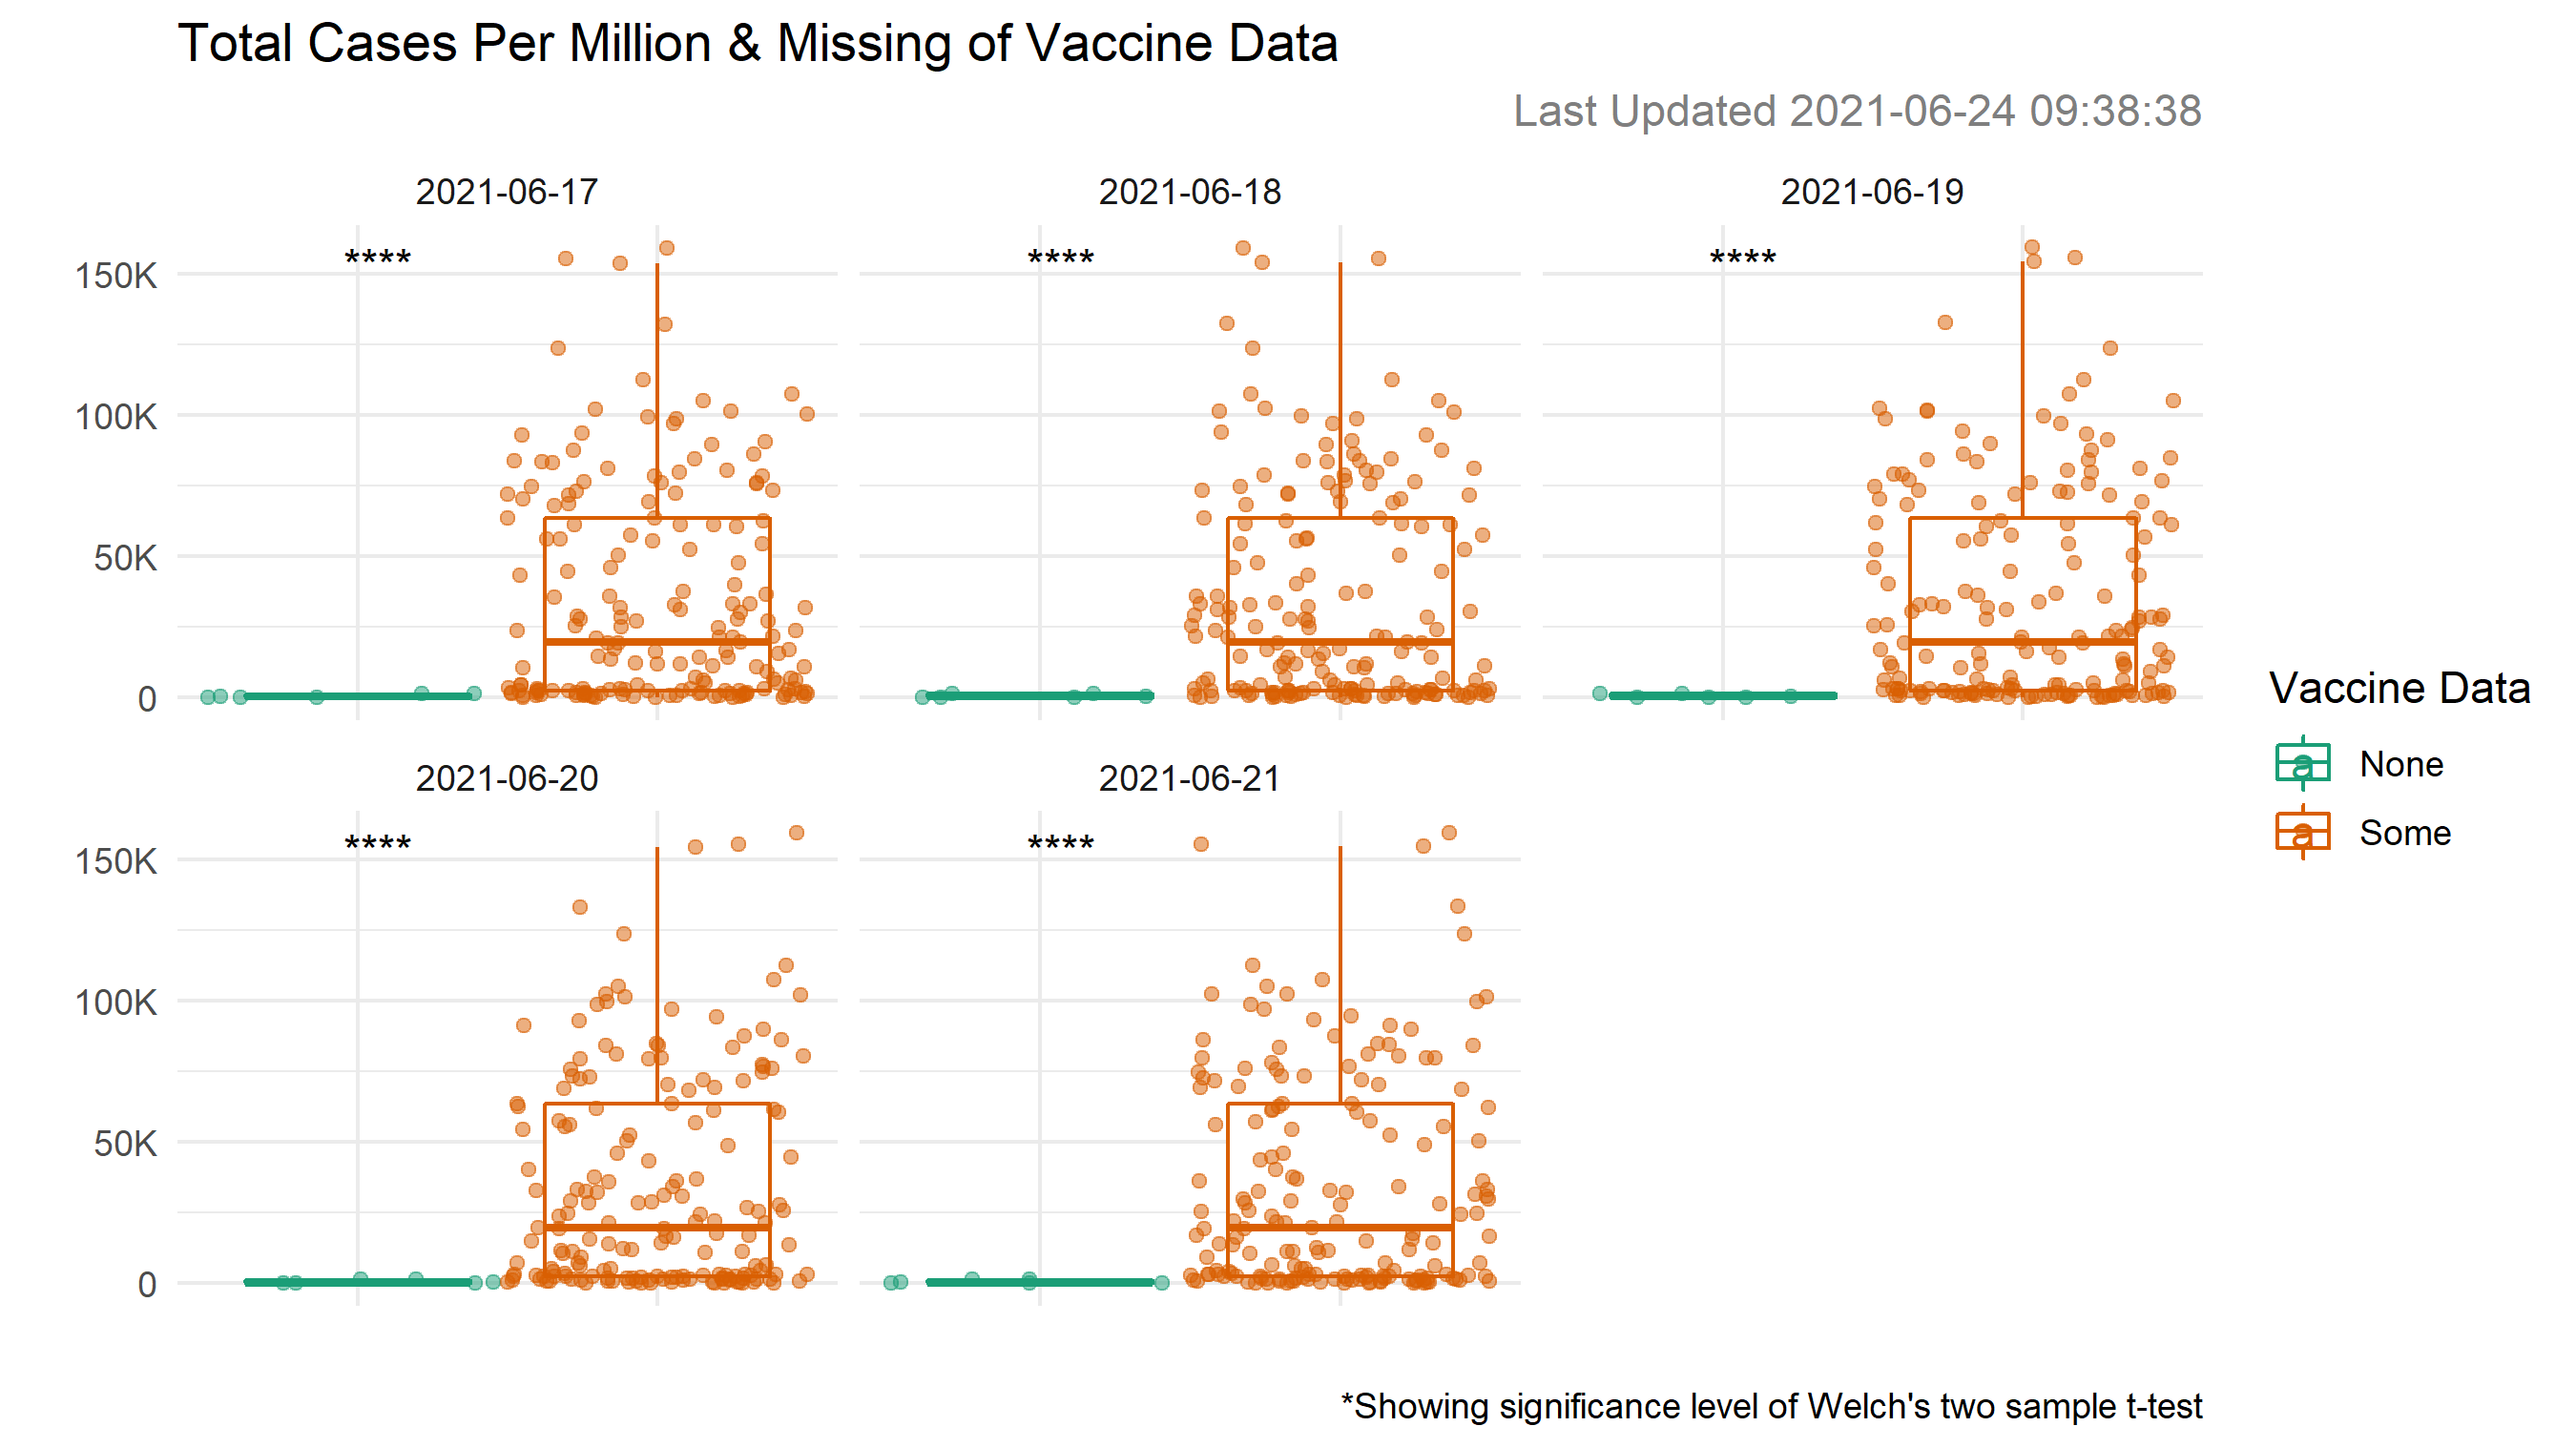 Total Cases Per Million & Missing of Vaccine Data
Last Updated 2021-06-24 09:38:38
2021-06-17
2021-06-18
2021-06-19
****
****
****
150K
100K
50K
0
2021-06-20
2021-06-21
****
****
150K
100K
50K
0
Vaccine Data
a None
a Some
*Showing significance level of Welch's two sample t-test